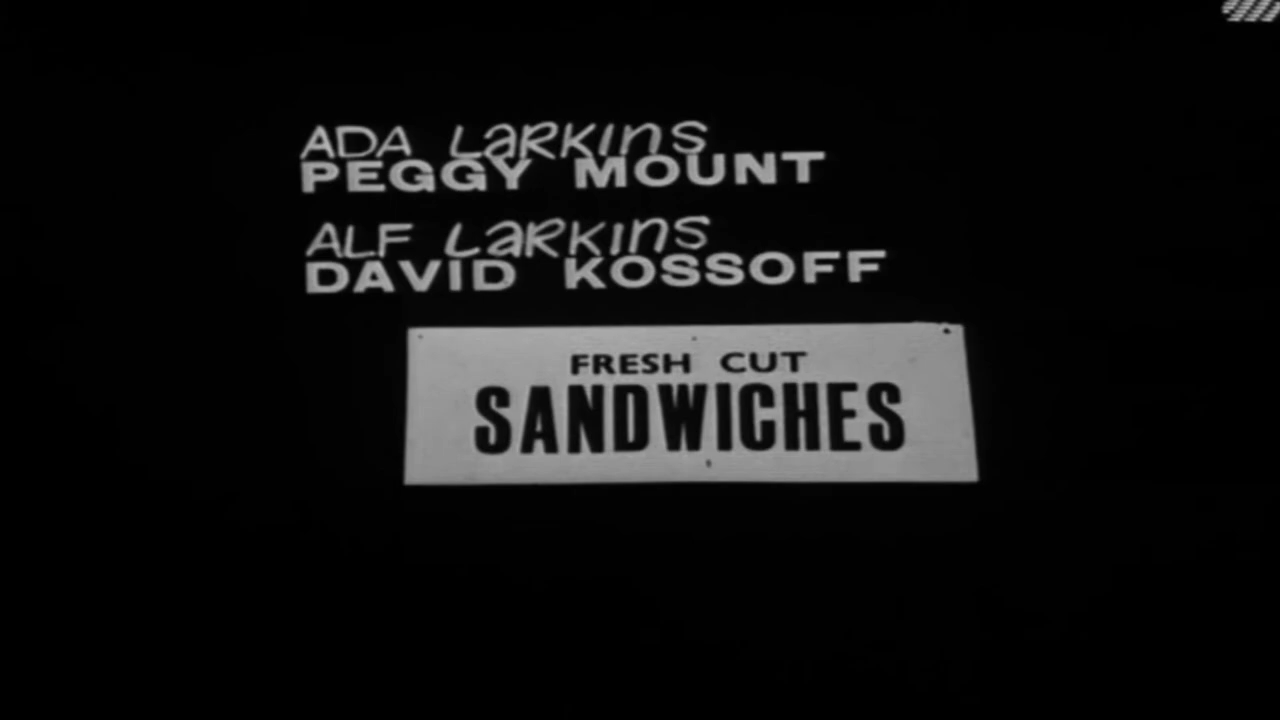 ADA LaRKins
PEGGY MOUNT
ALF LaRKins
DAVID KOSSOFF
FRESH CUT
SANDWICHES